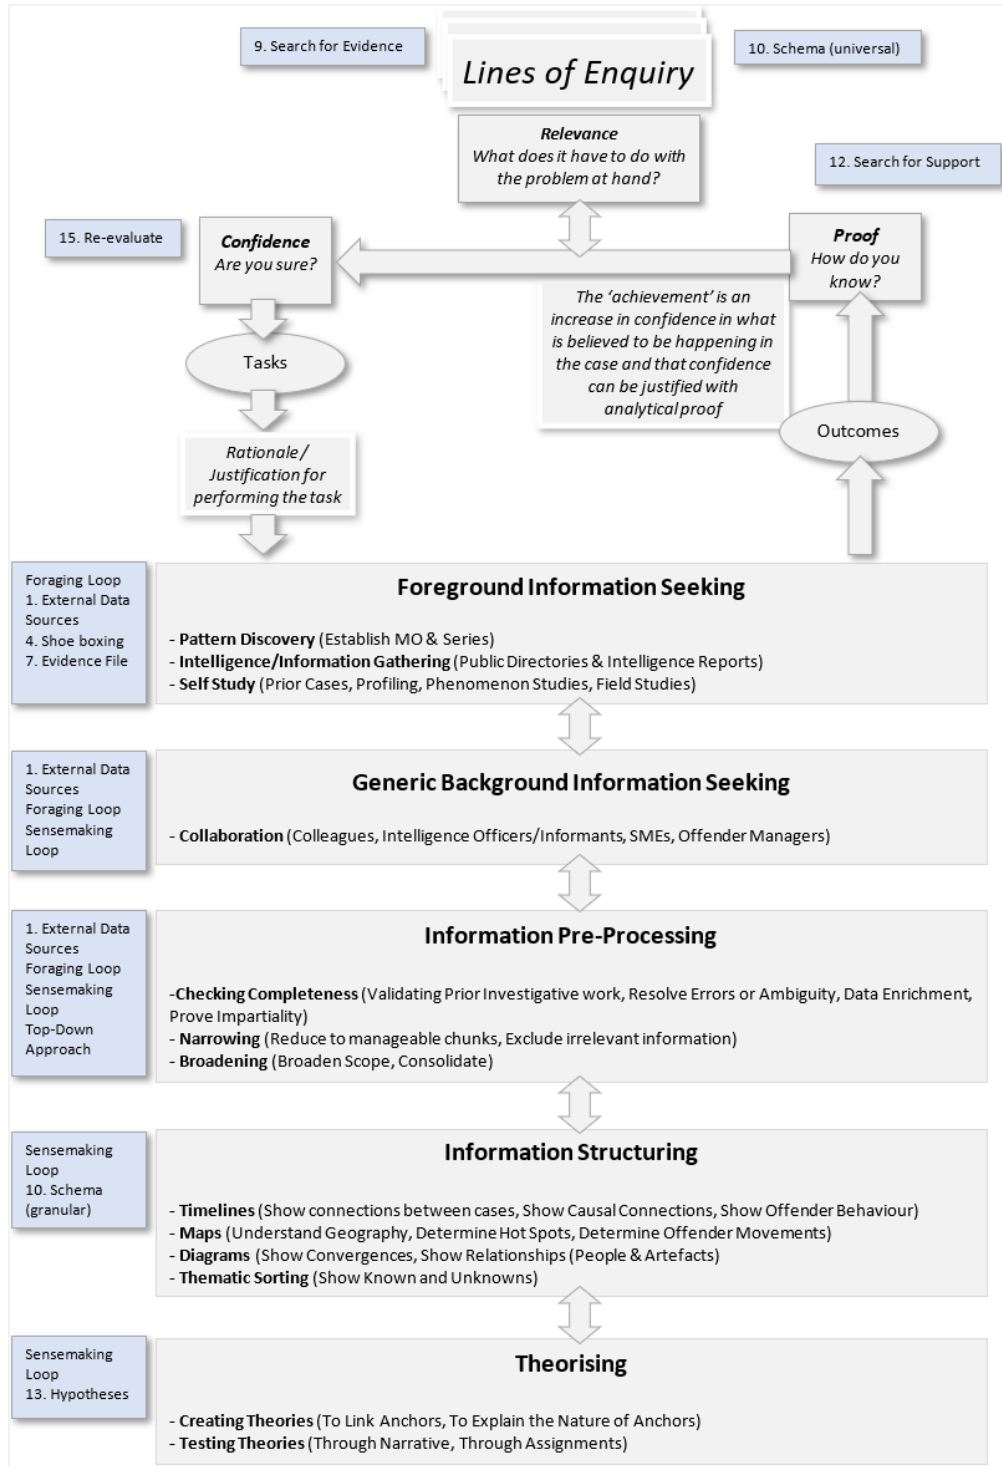 9. Search for Evidence
Lines of Enquiry
10. Schema (universal)
Relevance
What does it have to do with
the problem at hand?
12. Search for Support
15. Re-evaluate
Confidence
Are you sure?
Proof
How do you
know?
The ‘achievement’ is an
increase in confidence in what
is believed to be happening in
the case and that confidence
can be justified with
analytical proof
Tasks
Outcomes
Rationale/
Justification for
performing the task
Foraging Loop
1. External Data
Sources
4. Shoe boxing
7. Evidence File
Foreground Information Seeking
- Pattern Discovery (Establish MO & Series)
- Intelligence/Information Gathering (Public Directories & Intelligence Reports)
- Self Study (Prior Cases, Profiling, Phenomenon Studies, Field Studies)
1. External Data
Sources
Foraging Loop
Sensemaking
Loop
Generic Background Information Seeking
- Collaboration (Colleagues, Intelligence Officers/Informants, SMEs, Offender Managers)
1. External Data
Sources
Foraging Loop
Sensemaking
Loop
Top-Down
Approach
Information Pre-Processing
-Checking Completeness (Validating Prior Investigative work, Resolve Errors or Ambiguity, Data Enrichment,
Prove Impartiality)
- Narrowing (Reduce to manageable chunks, Exclude irrelevant information)
- Broadening (Broaden Scope, Consolidate)
Sensemaking
Loop
10. Schema
(granular)
Information Structuring
- Timelines (Show connections between cases, Show Causal Connections, Show Offender Behaviour)
- Maps (Understand Geography, Determine Hot Spots, Determine Offender Movements)
- Diagrams (Show Convergences, Show Relationships (People & Artefacts)
- Thematic Sorting (Show Known and Unknowns)
Sensemaking
Loop
13. Hypotheses
Theorising
- Creating Theories (To Link Anchors, To Explain the Nature of Anchors)
- Testing Theories (Through Narrative, Through Assignments)